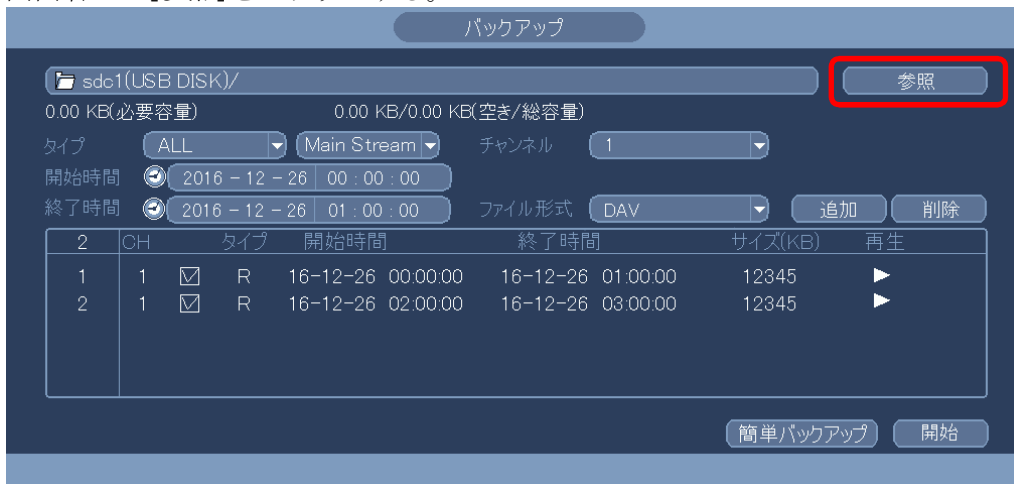 バックアップ
sdc1(USB DISK)/ 参照
0.00 KB(必要容量) 0.00 KB/0.00 KB(空き/総容量)
タイプ ALL Main Stream チャンネル 1
開始時間 2016 - 12 - 26 00 : 00 : 00
終了時間 2016 - 12 - 26 01 : 00 : 00 ファイル形式 DAV 追加 削除
2 CH タイプ 開始時間 終了時間 サイズ(KB) 再生
1 1 R 16-12-26 00:00:00 16-12-26 01:00:00 12345
2 1 R 16-12-26 02:00:00 16-12-26 03:00:00 12345
簡単バックアップ 開始